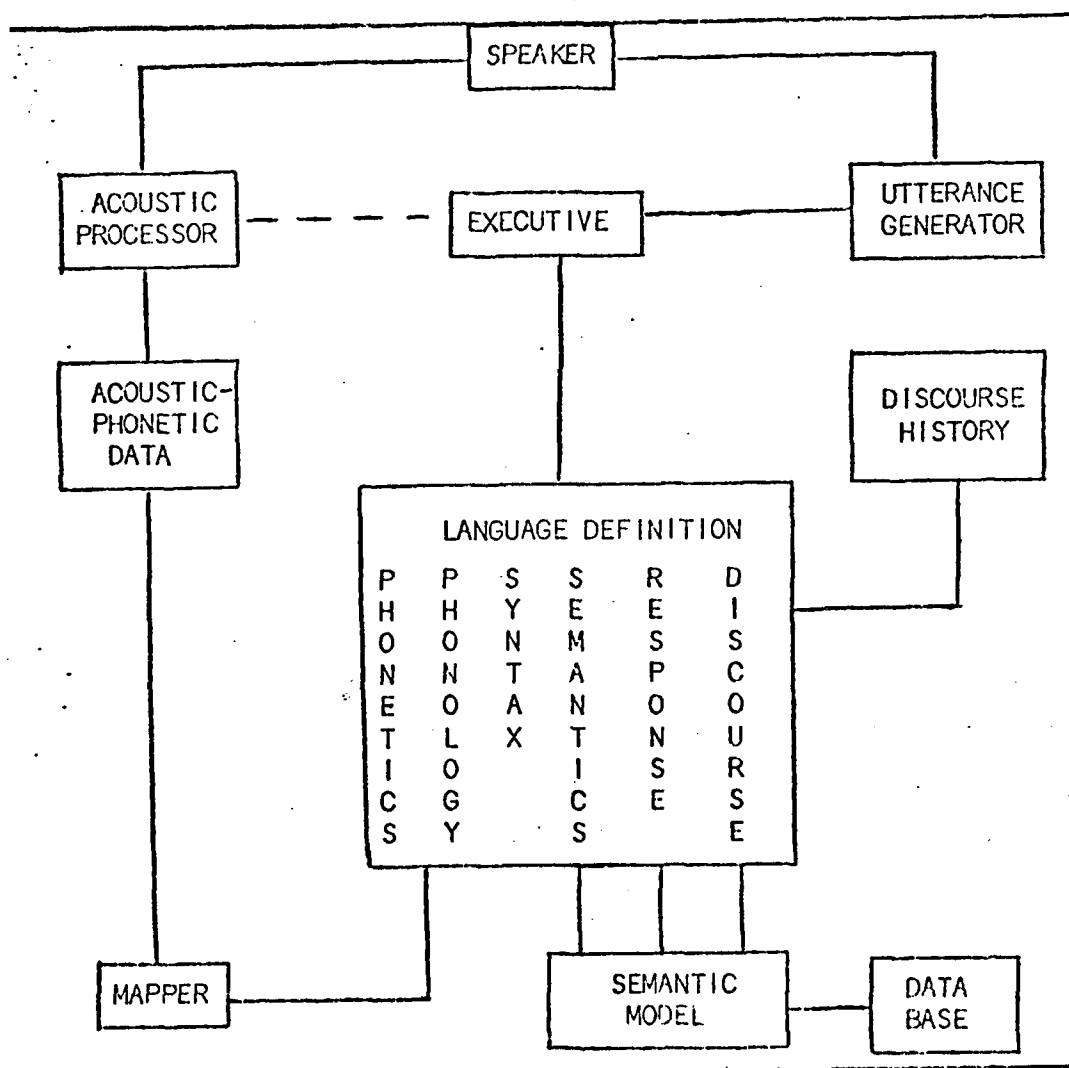 SPEAKER
ACOUSTIC
PROCESSOR
EXECUTIVE
UTTERANCE
GENERATOR
ACOUSTIC-
PHONETIC
DATA
DISCOURSE
HISTORY
LANGUAGE DEFINITION
PHONETICS
PHONOLOGY
SYNTAX
SEMANTICS
RESPONSE
DISCOURSE
MAPPER
SEMANTIC
MODEL
DATA
BASE